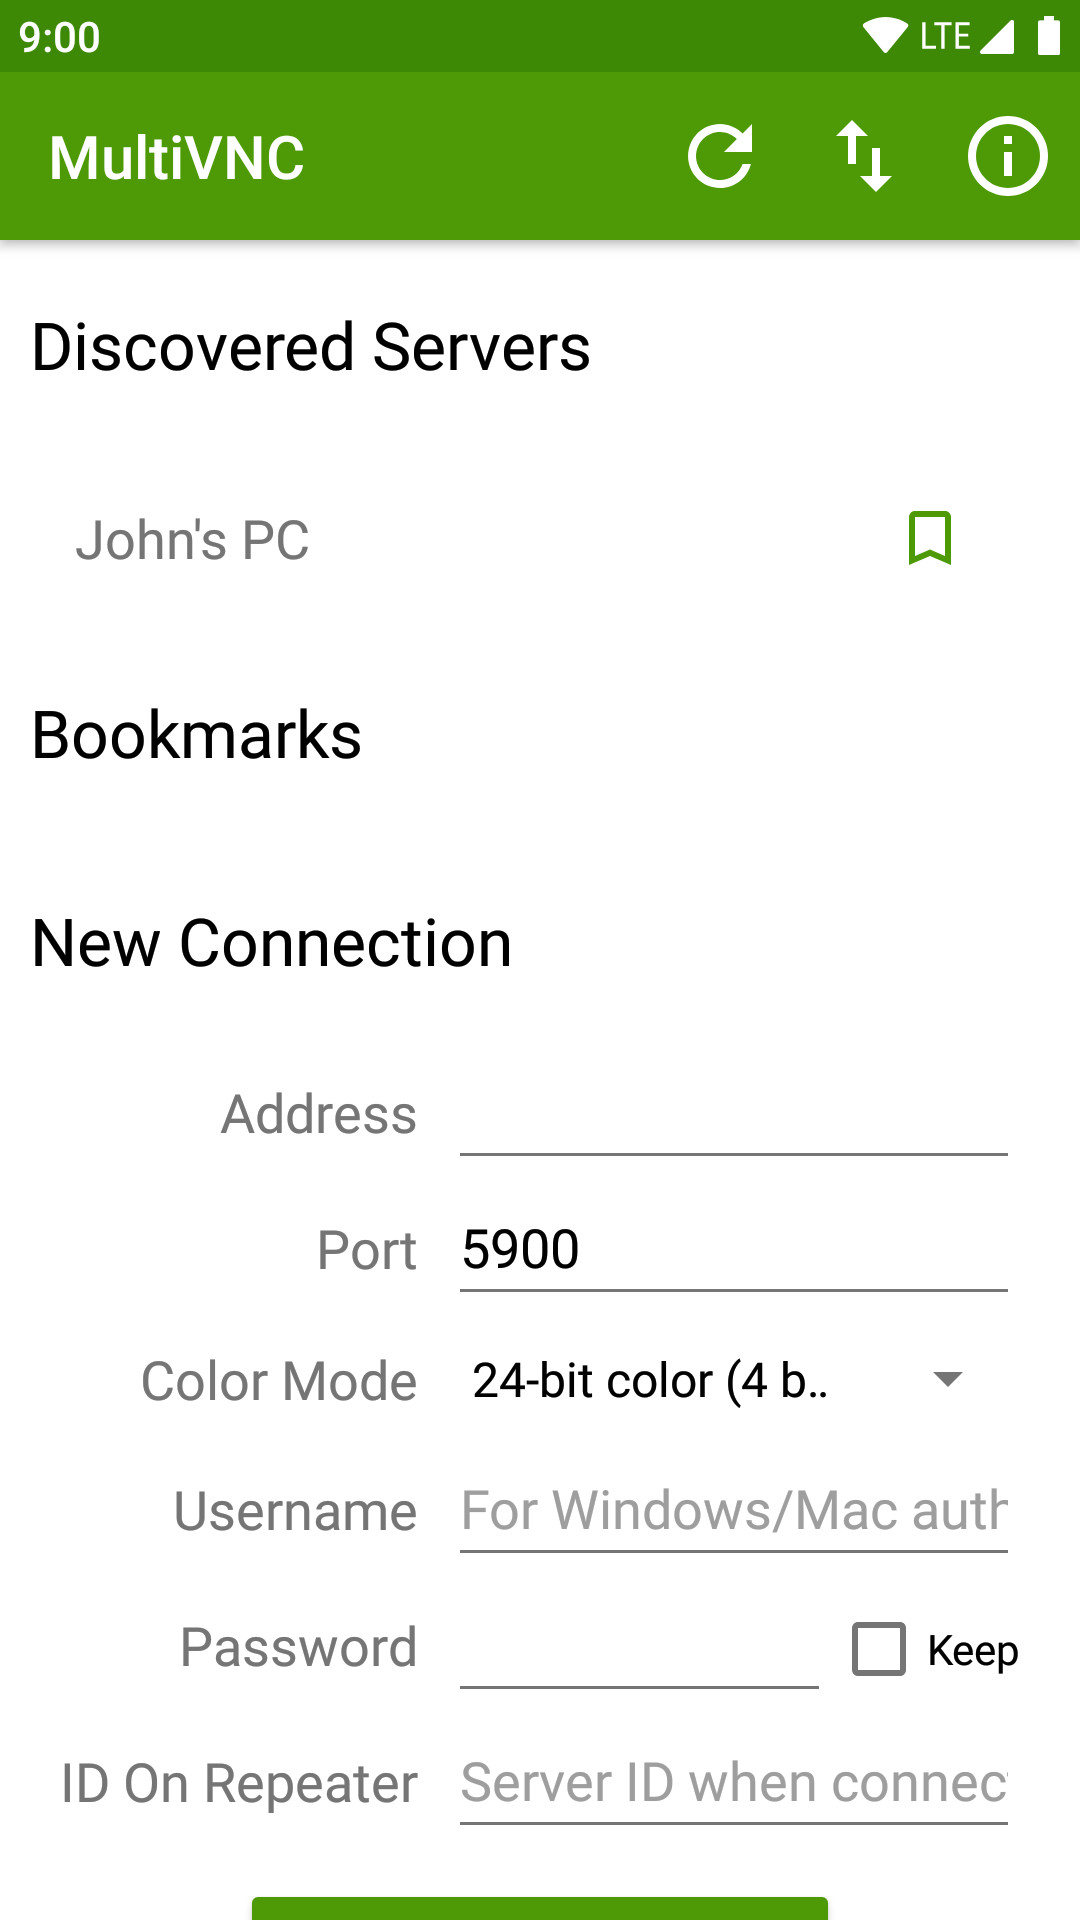 9:00 LTE
MultiVNC
Discovered Servers
John's PC
Bookmarks
New Connection
Address
Port 5900
Color Mode 24-bit color (4 b..
Username For Windows/Mac auth
Password Keep
ID On Repeater Server ID when connec